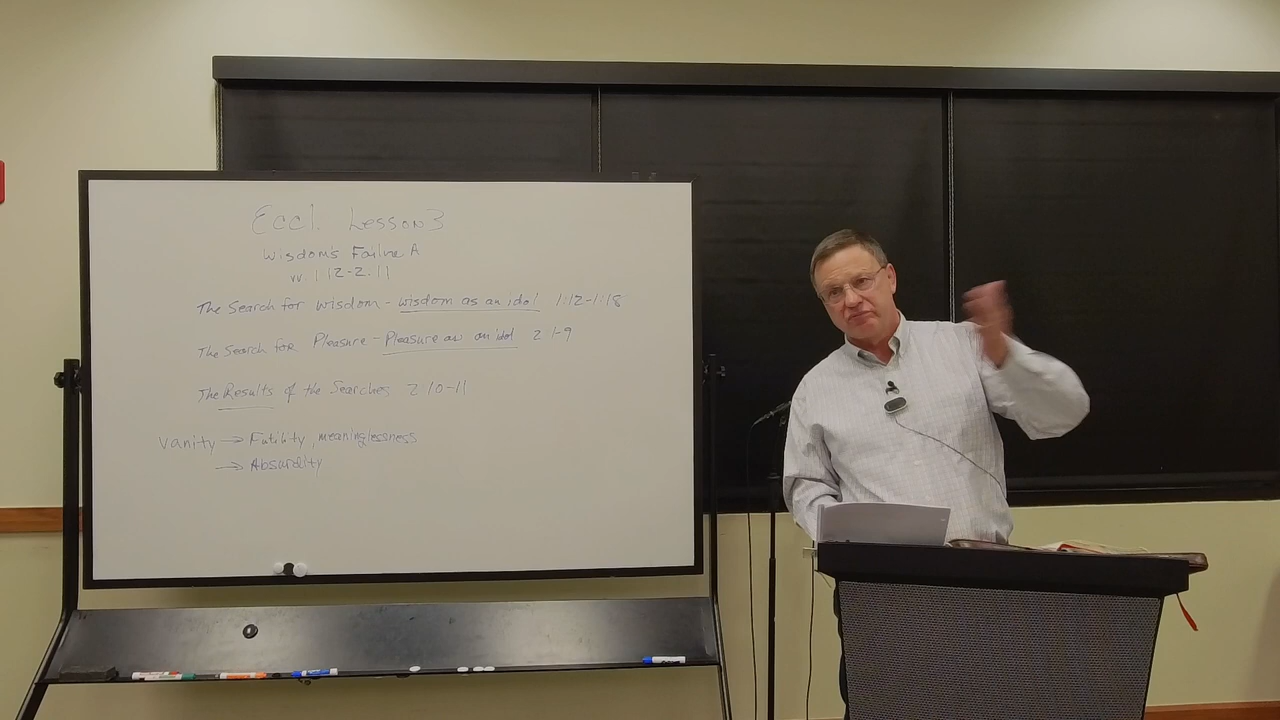 Eccl. Lesson 3
Wisdom's Failure A
vv 1:12-2:11
The Search for Wisdom - wisdom as an idol 1:12-1:18
The Search for Pleasure - Pleasure as an idol 2:1-9
The Results of the Searches 2:10-11
Vanity → Futility, meaninglessness
→ Absurdity